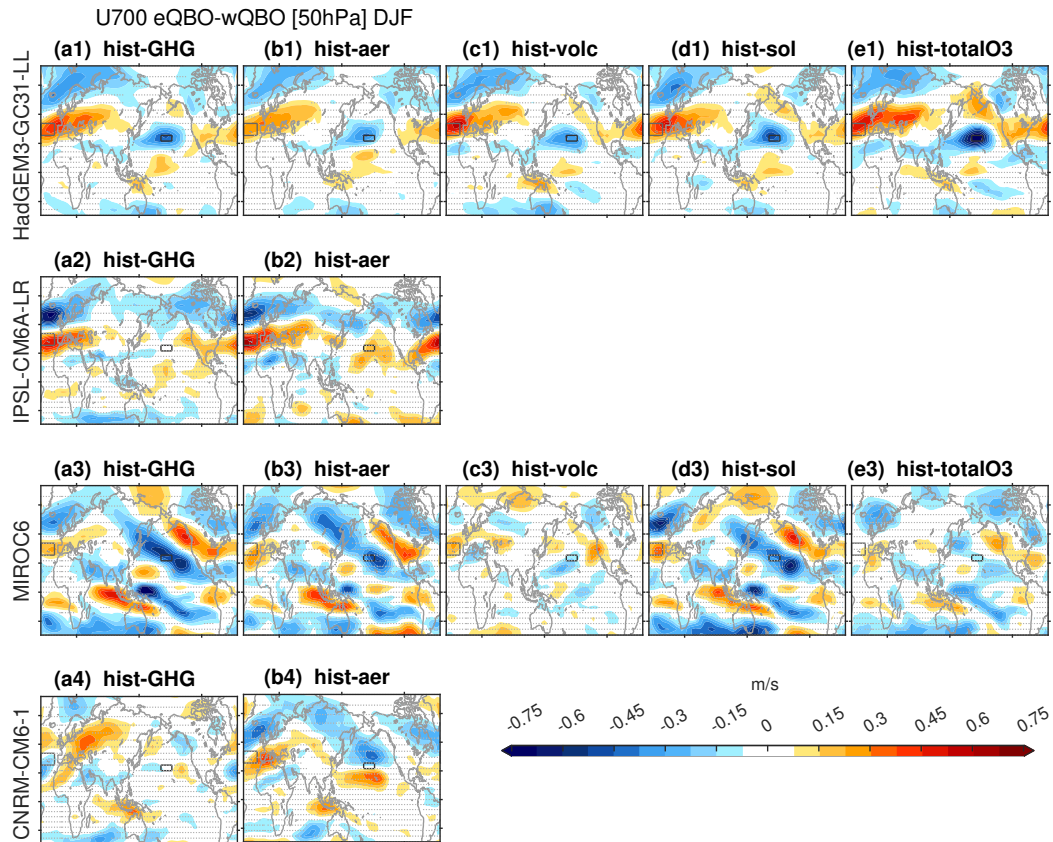 U700 eQBO-wQBO [50hPa] DJF
(a1) hist-GHG (b1) hist-aer (c1) hist-volc (d1) hist-sol (e1) hist-totalO3
HadGEM3-GC31-LL
(a2) hist-GHG (b2) hist-aer
IPSL-CM6A-LR
(a3) hist-GHG (b3) hist-aer (c3) hist-volc (d3) hist-sol (e3) hist-totalO3
MIROC6
(a4) hist-GHG (b4) hist-aer
CNRM-CM6-1
m/s
-0.75 -0.6 -0.45 -0.3 -0.15 0 0.15 0.3 0.45 0.6 0.75